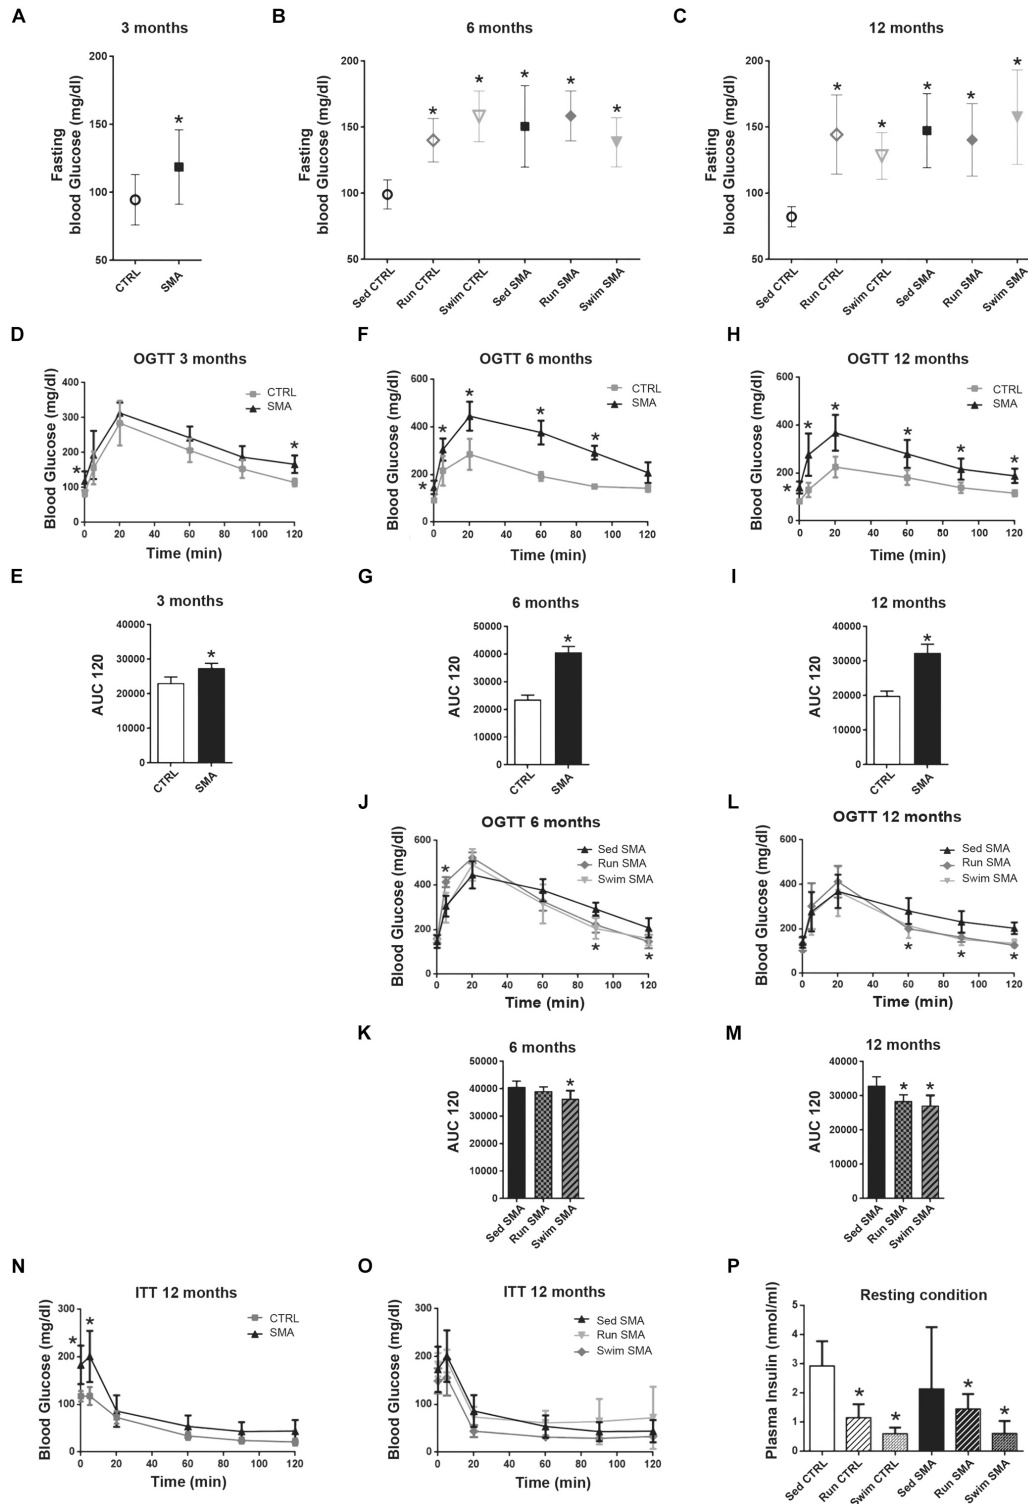 A
3 months
Fasting
blood Glucose (mg/dl)
200
150
100
50
*
CTRL
SMA
B
6 months
Fasting
blood Glucose (mg/dl)
200
150
100
50
* * * * *
Sed CTRL
Run CTRL
Swim CTRL
Sed SMA
Run SMA
Swim SMA
C
12 months
Fasting
blood Glucose (mg/dl)
200
150
100
50
* * * * *
Sed CTRL
Run CTRL
Swim CTRL
Sed SMA
Run SMA
Swim SMA
D
OGTT 3 months
Blood Glucose (mg/dl)
400
300
200
100
0
CTRL
SMA
* *
0 20 40 60 80 100 120
Time (min)
F
OGTT 6 months
Blood Glucose (mg/dl)
600
400
200
0
CTRL
SMA
* * * * *
0 20 40 60 80 100 120
Time (min)
H
OGTT 12 months
Blood Glucose (mg/dl)
600
400
200
0
CTRL
SMA
* * * * * *
0 20 40 60 80 100 120
Time (min)
E
3 months
AUC 120
40000
30000
20000
10000
0
*
CTRL
SMA
G
6 months
AUC 120
50000
40000
30000
20000
10000
0
*
CTRL
SMA
I
12 months
AUC 120
40000
30000
20000
10000
0
*
CTRL
SMA
J
OGTT 6 months
Blood Glucose (mg/dl)
600
400
200
0
Sed SMA
Run SMA
Swim SMA
* * *
0 20 40 60 80 100 120
Time (min)
L
OGTT 12 months
Blood Glucose (mg/dl)
600
400
200
0
Sed SMA
Run SMA
Swim SMA
* * *
0 20 40 60 80 100 120
Time (min)
K
6 months
AUC 120
50000
40000
30000
20000
10000
0
*
Sed SMA
Run SMA
Swim SMA
M
12 months
AUC 120
40000
30000
20000
10000
0
* *
Sed SMA
Run SMA
Swim SMA
N
ITT 12 months
Blood Glucose (mg/dl)
300
200
100
0
CTRL
SMA
* *
0 20 40 60 80 100 120
Time (min)
O
ITT 12 months
Blood Glucose (mg/dl)
300
200
100
0
Sed SMA
Run SMA
Swim SMA
0 20 40 60 80 100 120
Time (min)
P
Resting condition
Plasma Insulin (nmol/ml)
5
4
3
2
1
0
* * * *
Sed CTRL
Run CTRL
Swim CTRL
Sed SMA
Run SMA
Swim SMA